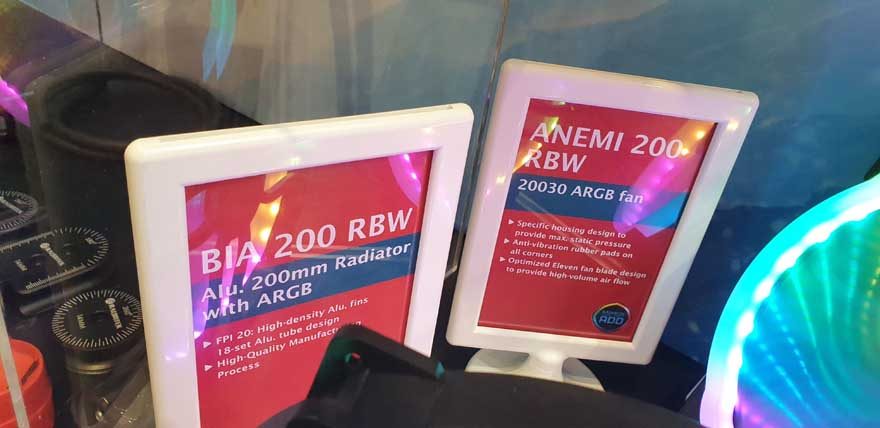 BIA 200 RBW
Alu. 200mm Radiator
with ARGB
▶ FPI 20: High-density Alu. fins
18-set Alu. tube design
▶ High-Quality Manufacturing
Process
ANEMI 200
RBW
20030 ARGB fan
▶ Specific housing design to
provide max. static pressure
▶ Anti-vibration rubber pads on
all corners
▶ Optimized Eleven fan blade design
to provide high-volume air flow
ADD